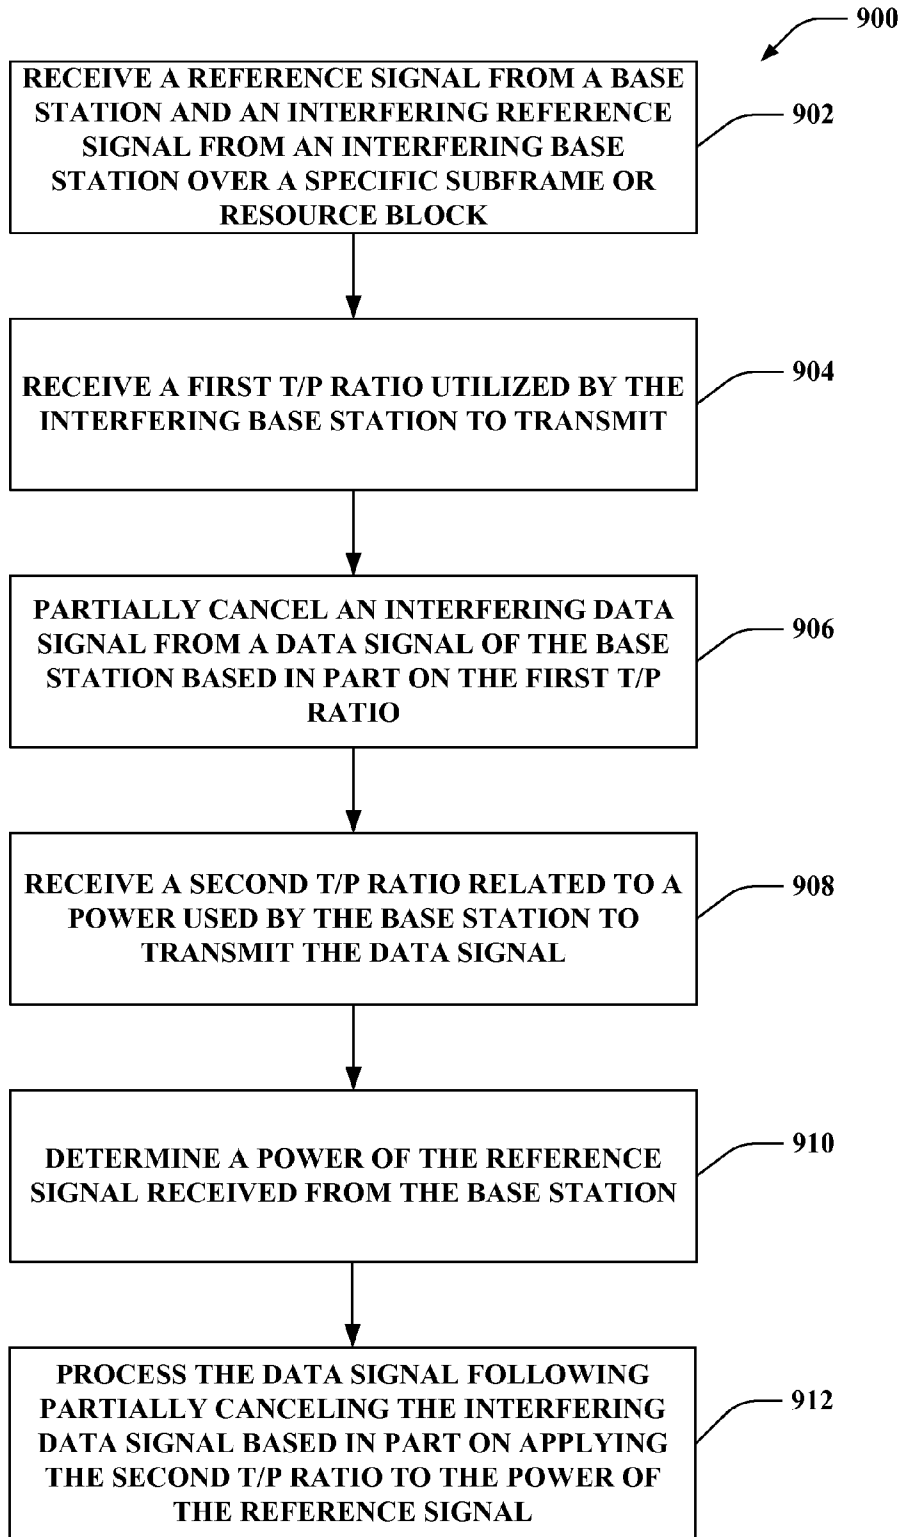 900
RECEIVE A REFERENCE SIGNAL FROM A BASE
STATION AND AN INTERFERING REFERENCE
SIGNAL FROM AN INTERFERING BASE
STATION OVER A SPECIFIC SUBFRAME OR
RESOURCE BLOCK
902
RECEIVE A FIRST T/P RATIO UTILIZED BY THE
INTERFERING BASE STATION TO TRANSMIT
904
PARTIALLY CANCEL AN INTERFERING DATA
SIGNAL FROM A DATA SIGNAL OF THE BASE
STATION BASED IN PART ON THE FIRST T/P
RATIO
906
RECEIVE A SECOND T/P RATIO RELATED TO A
POWER USED BY THE BASE STATION TO
TRANSMIT THE DATA SIGNAL
908
DETERMINE A POWER OF THE REFERENCE
SIGNAL RECEIVED FROM THE BASE STATION
910
PROCESS THE DATA SIGNAL FOLLOWING
PARTIALLY CANCELING THE INTERFERING
DATA SIGNAL BASED IN PART ON APPLYING
THE SECOND T/P RATIO TO THE POWER OF
THE REFERENCE SIGNAL
912